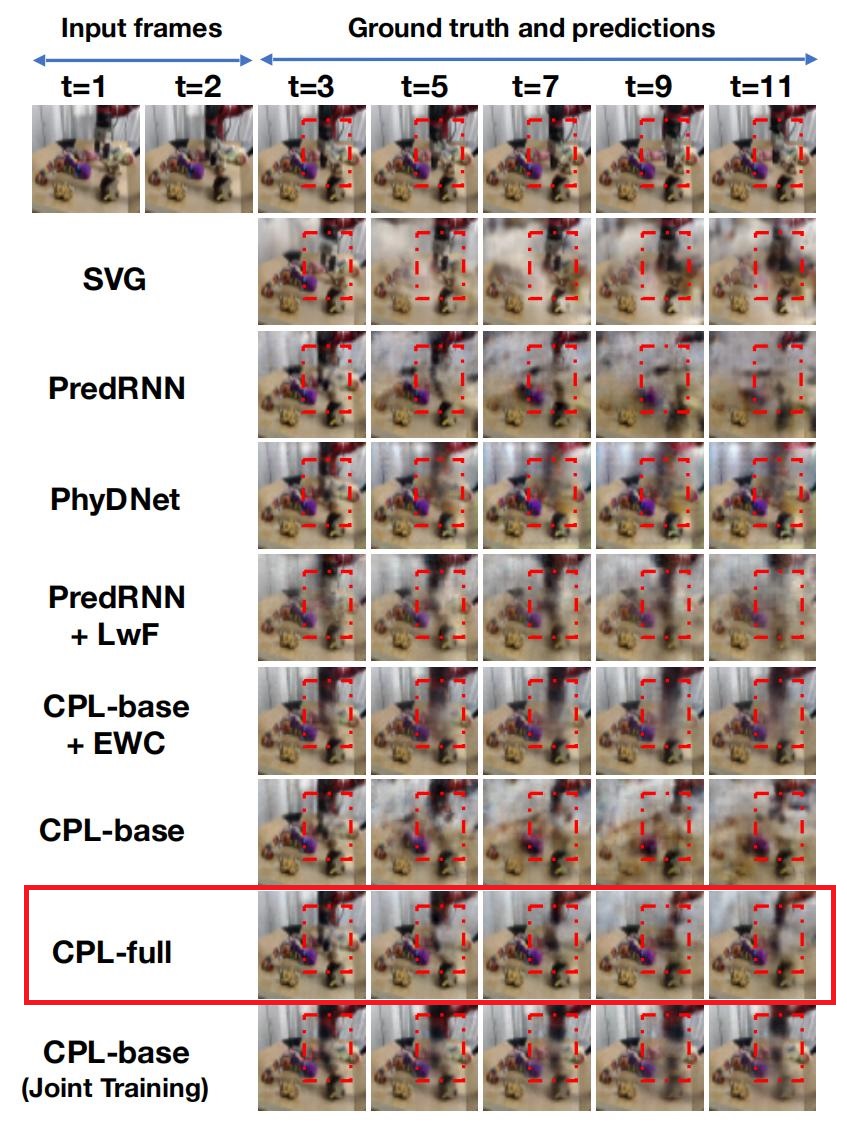 Input frames
Ground truth and predictions
t=1
t=2
t=3
t=5
t=7
t=9
t=11
SVG
PredRNN
PhyDNet
PredRNN
+ LwF
CPL-base
+ EWC
CPL-base
CPL-full
CPL-base
(Joint Training)